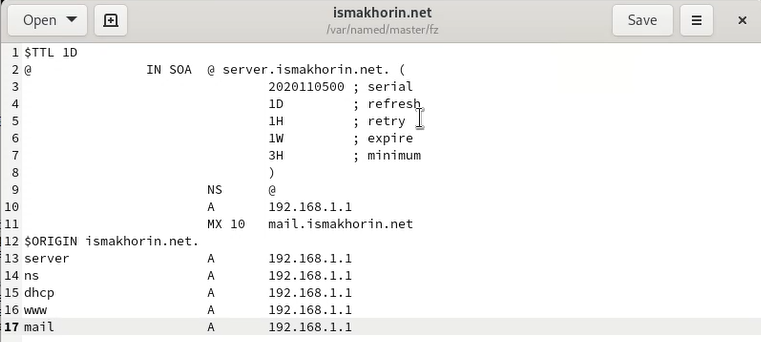 Open
ismakhorin.net
/var/named/master/fz
Save
1 $TTL 1D
2 @ IN SOA @ server.ismakhorin.net. (
3 2020110500 ; serial
4 1D ; refresh
5 1H ; retry
6 1W ; expire
7 3H ; minimum
8 )
9 NS @
10 A 192.168.1.1
11 MX 10 mail.ismakhorin.net
12 $ORIGIN ismakhorin.net.
13 server A 192.168.1.1
14 ns A 192.168.1.1
15 dhcp A 192.168.1.1
16 www A 192.168.1.1
17 mail A 192.168.1.1